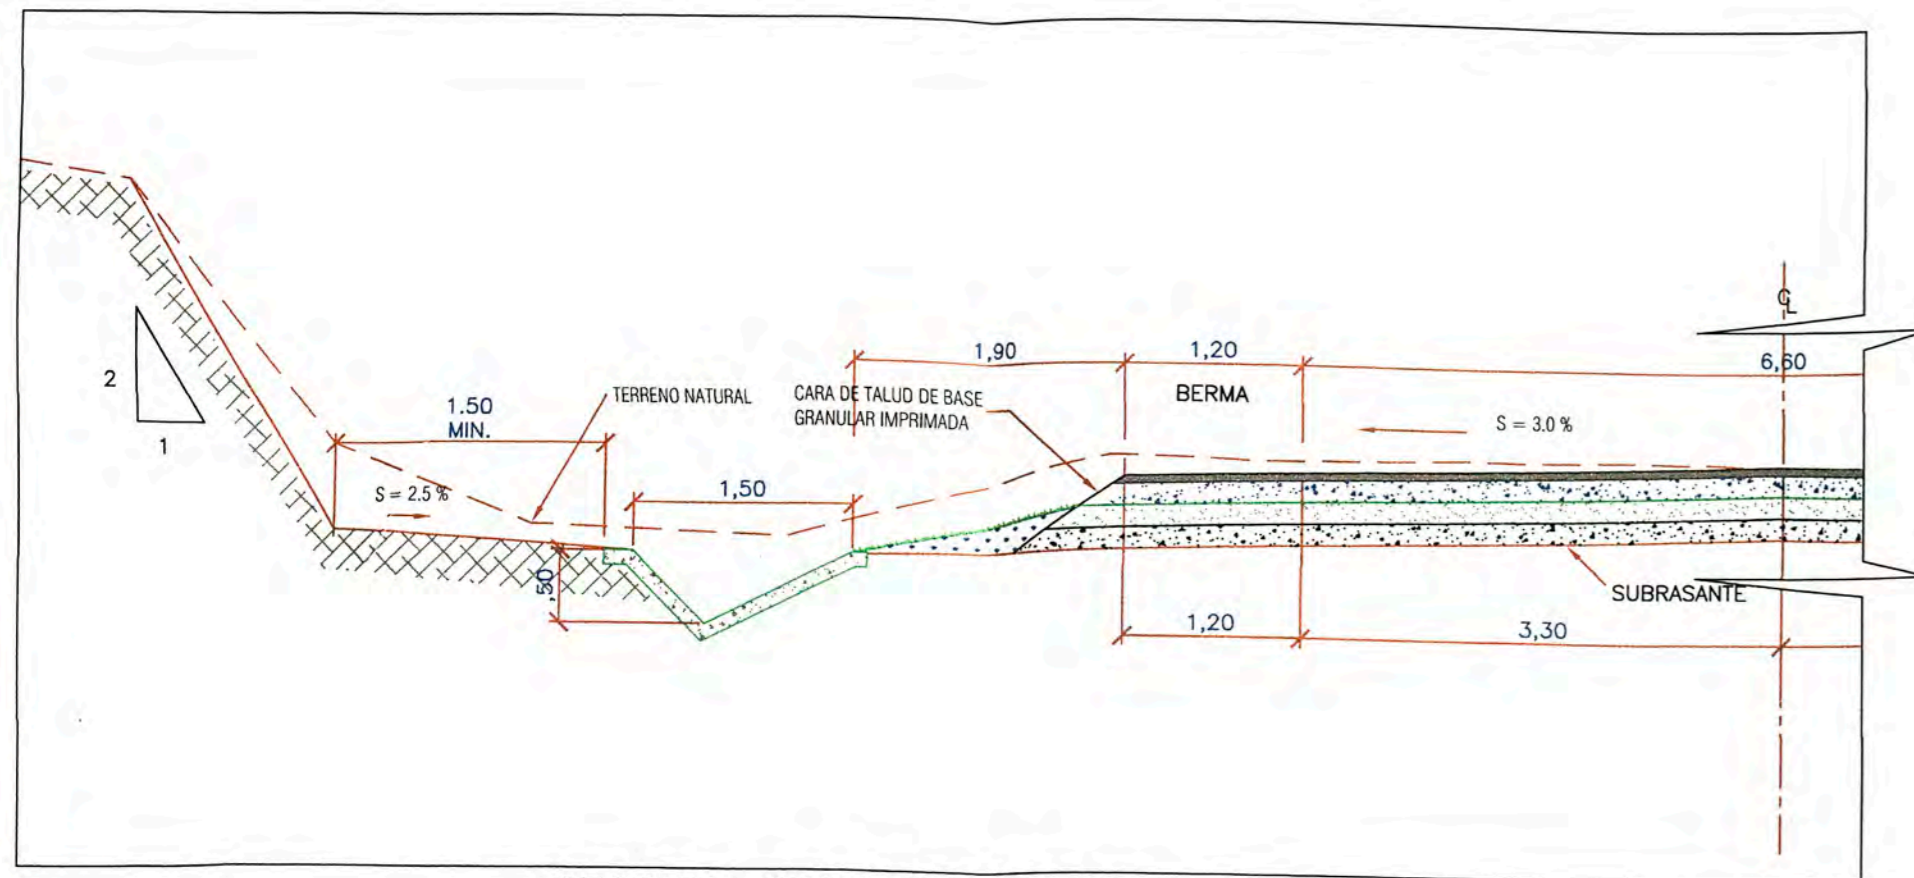 ℄
1,90
1,20
6,60
2
1
1.50
MIN.
TERRENO NATURAL
CARA DE TALUD DE BASE
GRANULAR IMPRIMADA
BERMA
S = 3.0 %
S = 2.5 %
1,50
,50
SUBRASANTE
1,20
3,30